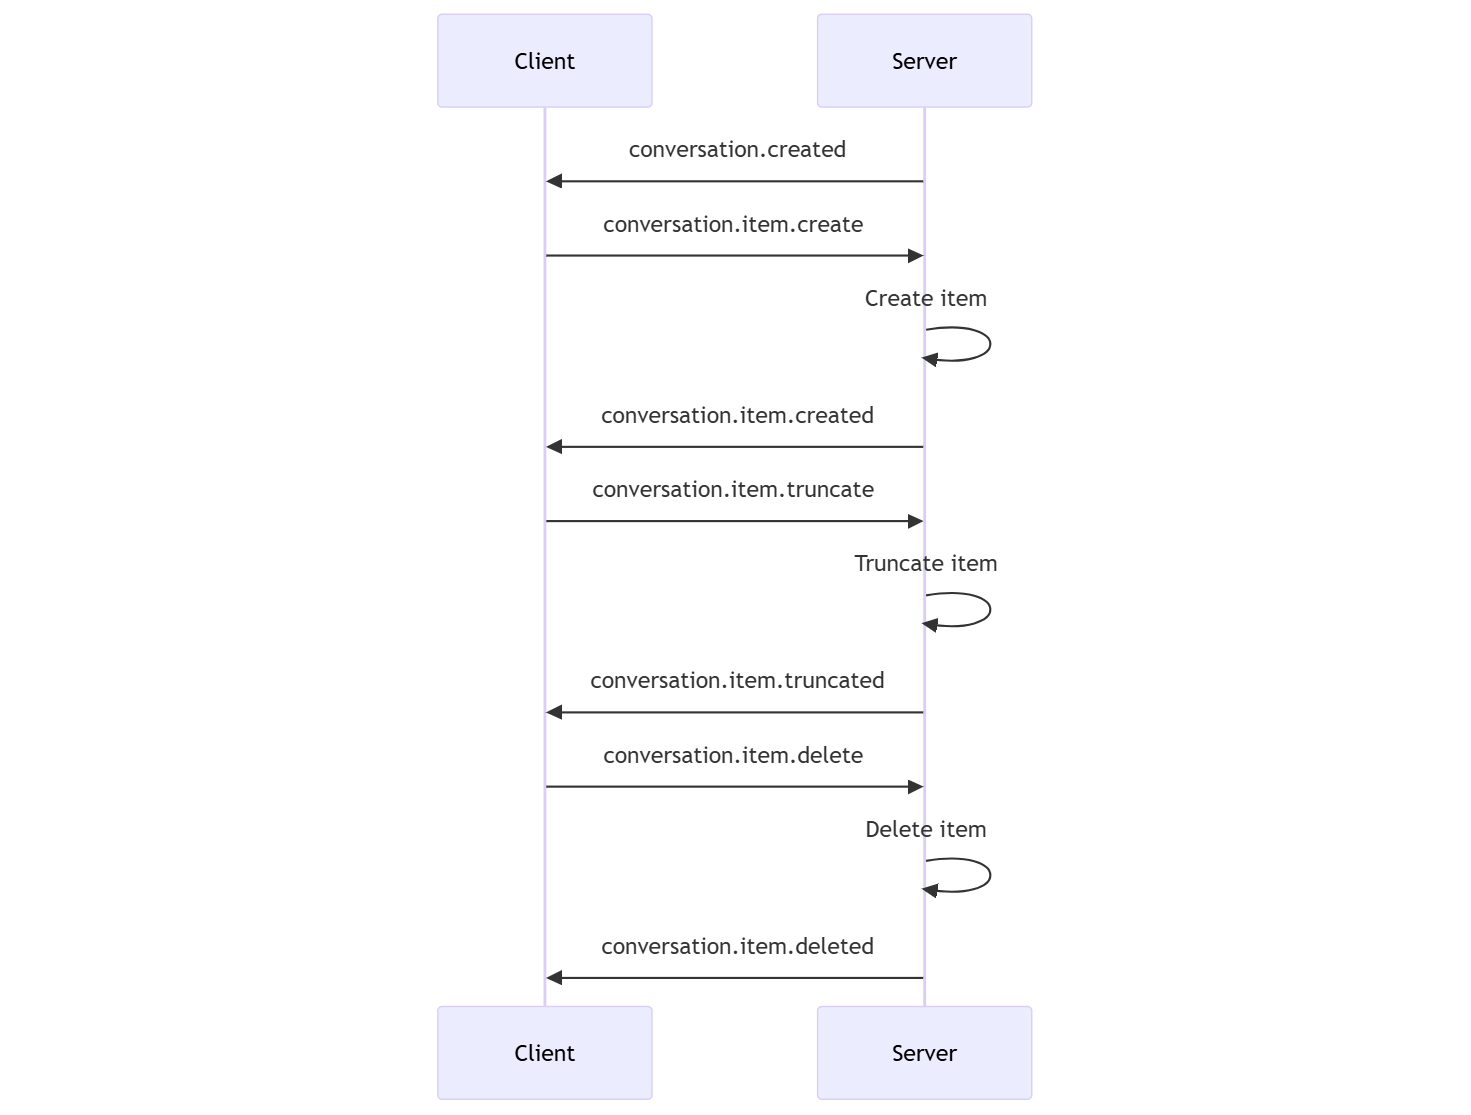 Client
Server
conversation.created
conversation.item.create
Create item
conversation.item.created
conversation.item.truncate
Truncate item
conversation.item.truncated
conversation.item.delete
Delete item
conversation.item.deleted
Client
Server